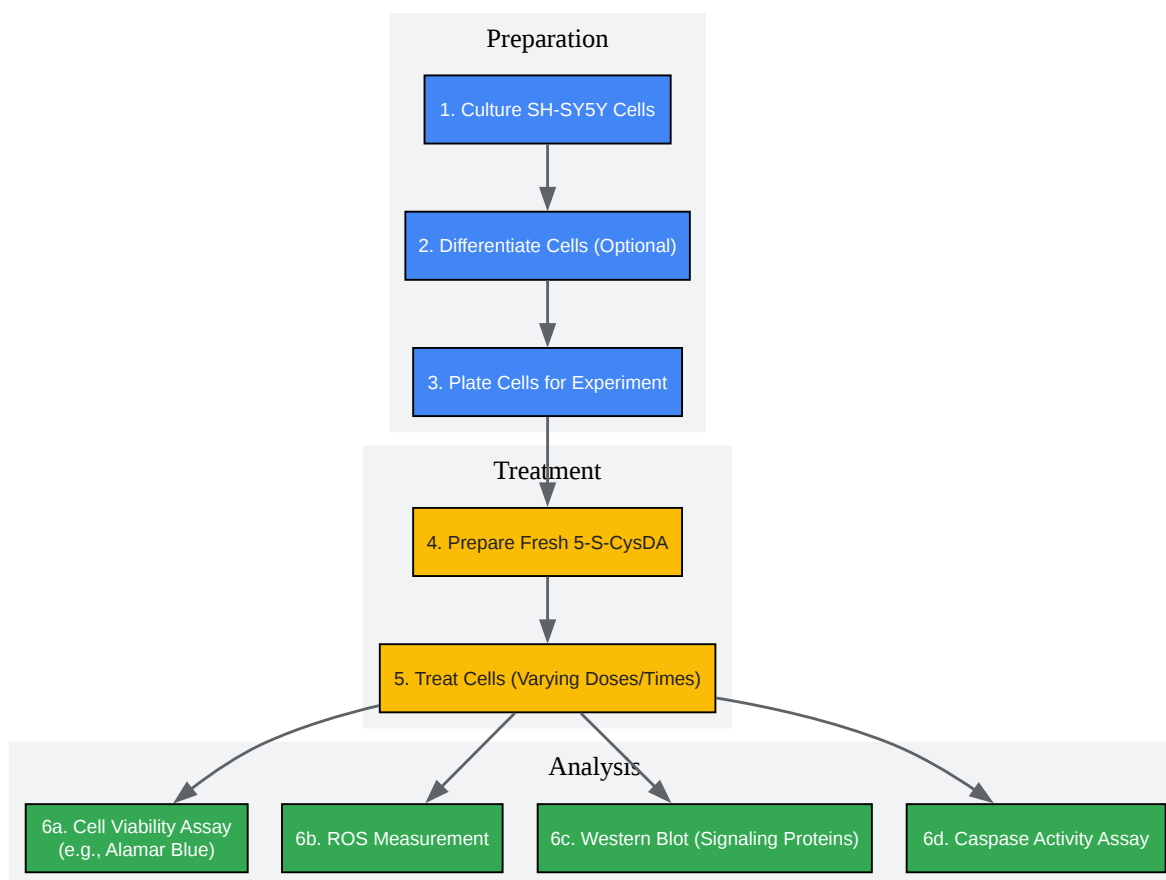 Preparation
1. Culture SH-SY5Y Cells
2. Differentiate Cells (Optional)
3. Plate Cells for Experiment
Treatment
4. Prepare Fresh 5-S-CysDA
5. Treat Cells (Varying Doses/Times)
Analysis
6a. Cell Viability Assay
(e.g., Alamar Blue)
6b. ROS Measurement
6c. Western Blot (Signaling Proteins)
6d. Caspase Activity Assay